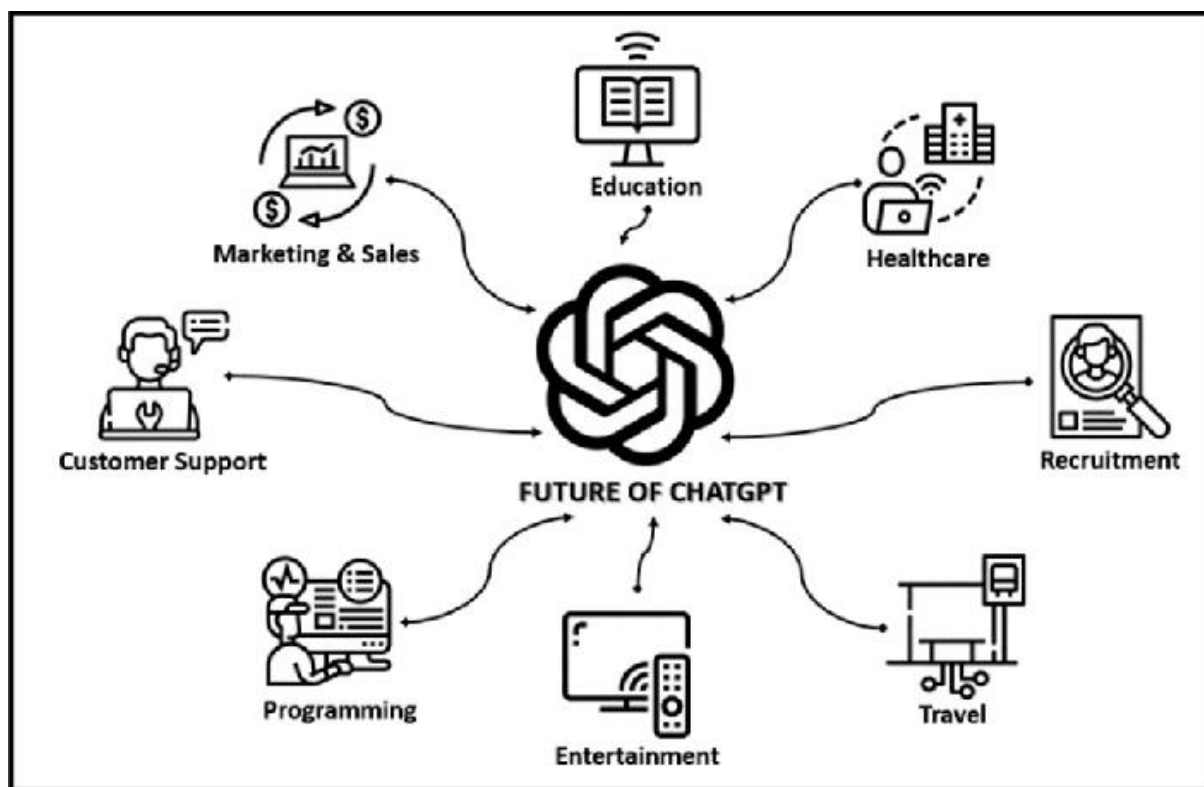 Education
Marketing & Sales
Healthcare
Customer Support
Recruitment
FUTURE OF CHATGPT
Programming
Travel
Entertainment
$
$